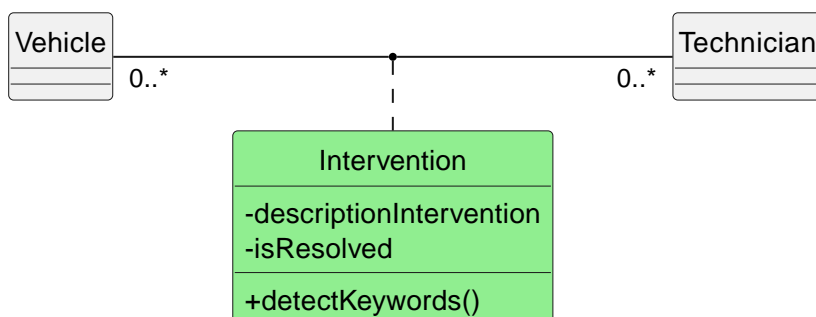 Vehicle
Technician
0..*
0..*
Intervention
-descriptionIntervention
-isResolved
+detectKeywords()